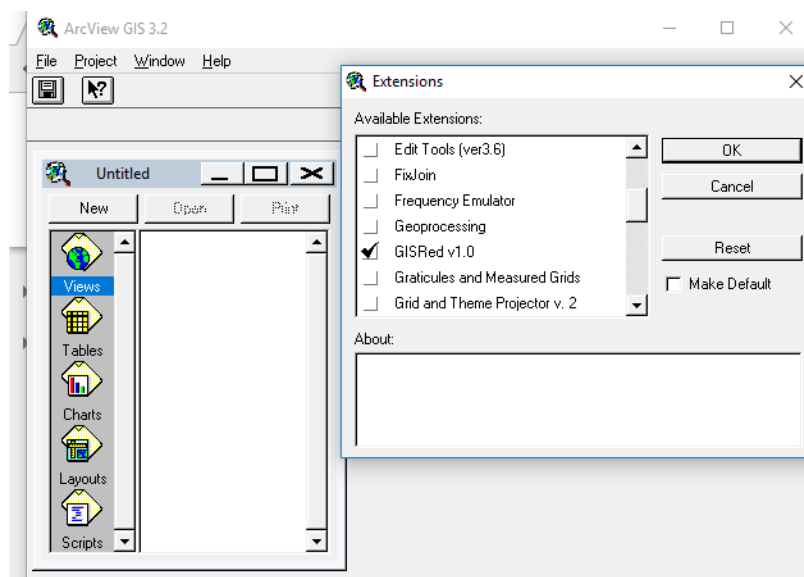 ArcView GIS 3.2
File Project Window Help
Untitled
New Open Print
Views
Tables
Charts
Layouts
Scripts
Extensions
Available Extensions:
Edit Tools (ver3.6)
FixJoin
Frequency Emulator
Geoprocessing
GISRed v1.0
Graticules and Measured Grids
Grid and Theme Projector v. 2
OK
Cancel
Reset
Make Default
About: